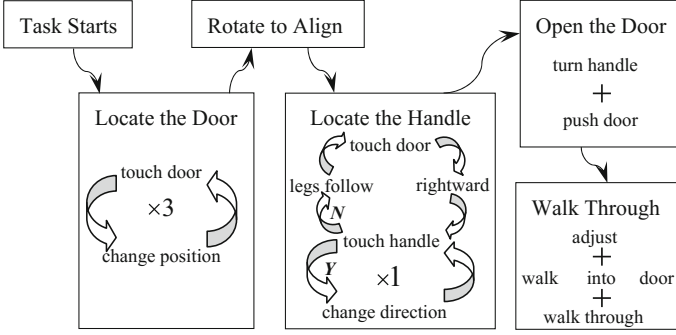 Task Starts
Rotate to Align
Open the Door
turn handle
+
push door
Locate the Door
touch door
×3
change position
Locate the Handle
touch door
legs follow
rightward
N
touch handle
Y
×1
change direction
Walk Through
adjust
+
walk into door
+
walk through